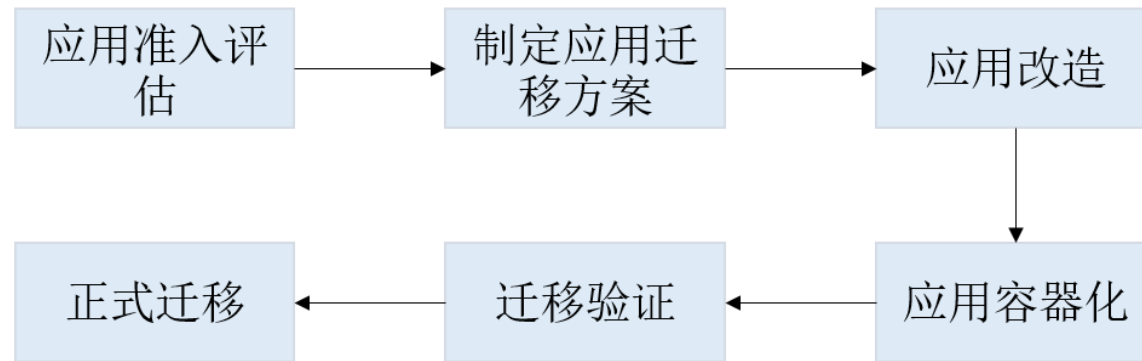 应用准入评
估
制定应用迁
移方案
应用改造
应用容器化
迁移验证
正式迁移